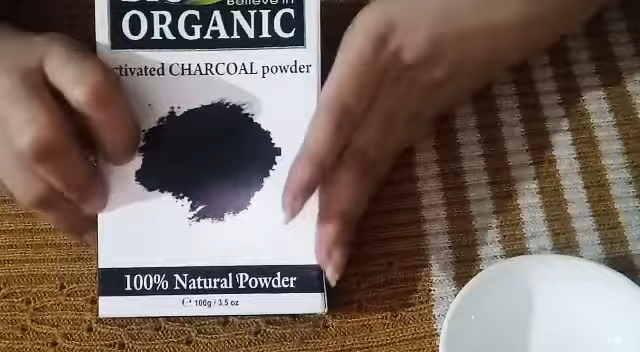 Believe in
ORGANIC
ctivated CHARCOAL powder
100% Natural Powder
℮ 100g / 3.5 oz